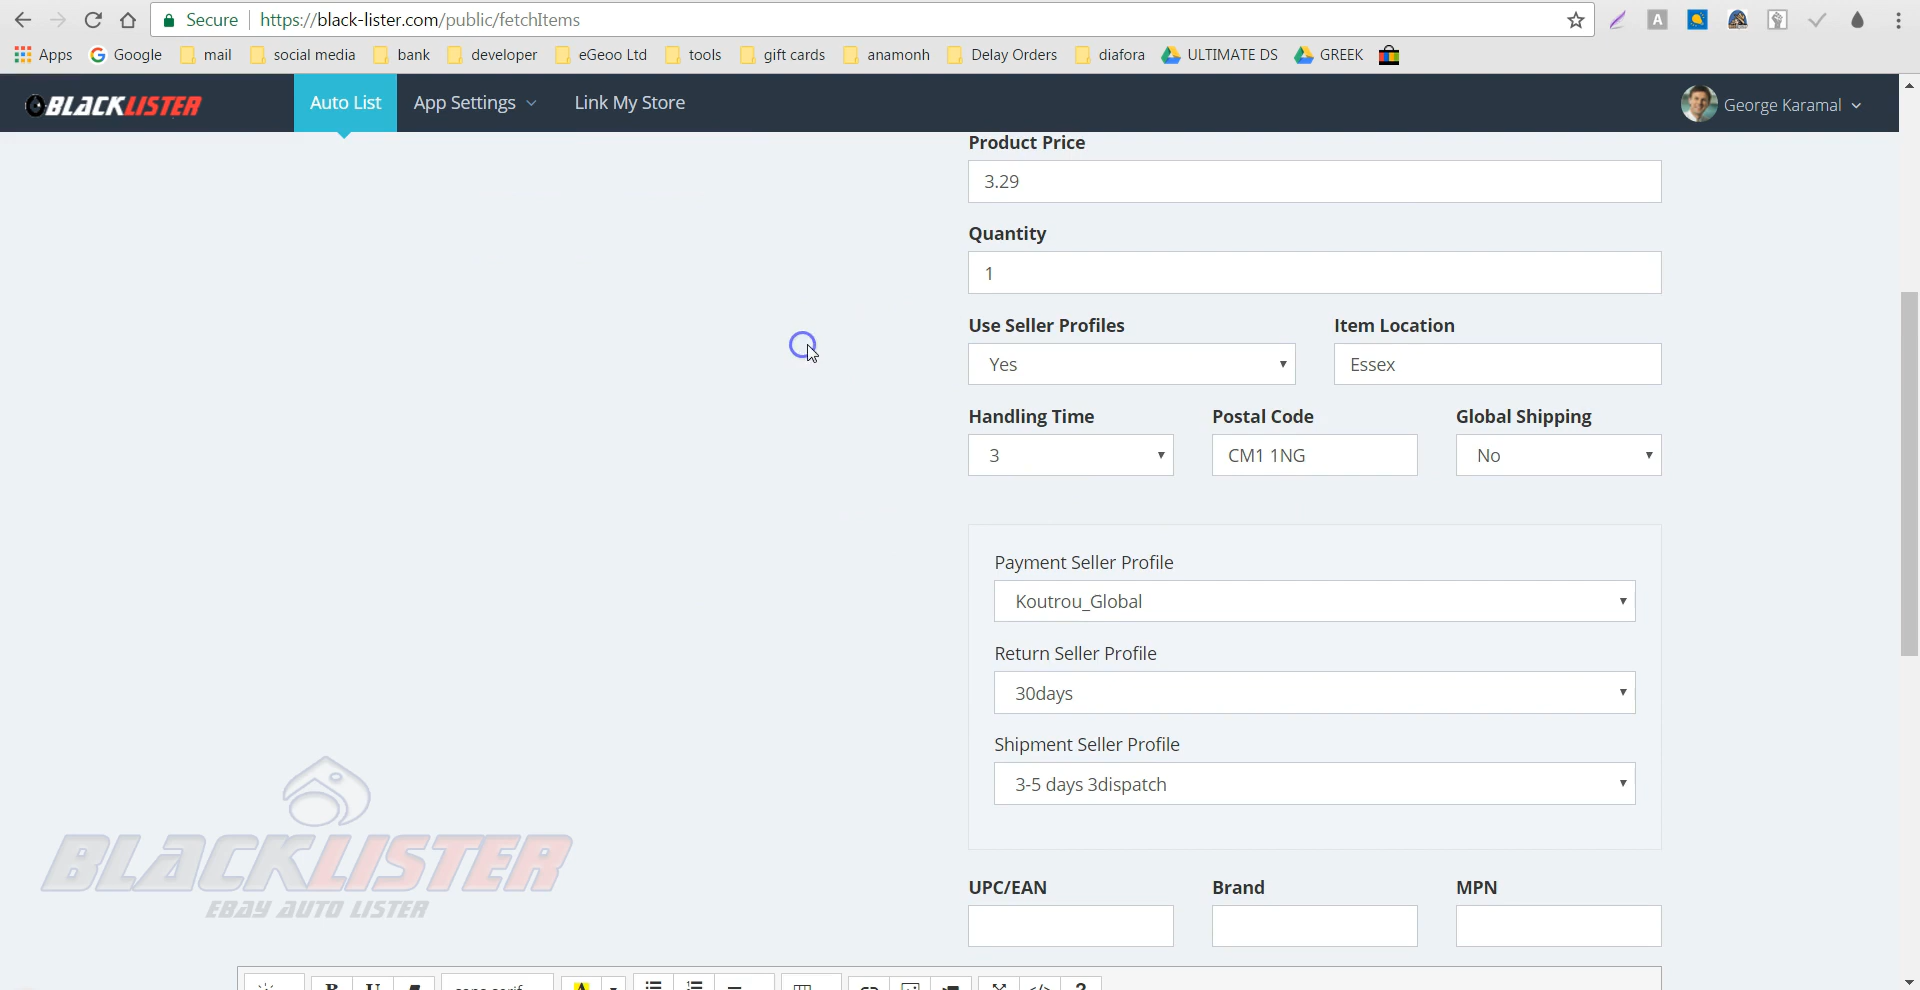 Secure https://black-lister.com/public/fetchItems
A
Apps Google mail social media bank developer eGeoo Ltd tools gift cards anamonh Delay Orders diafora ULTIMATE DS GREEK
BLACKLISTER Auto List App Settings Link My Store George Karamal
Product Price
3.29
Quantity
1
Use Seller Profiles Item Location
Yes Essex
Handling Time Postal Code Global Shipping
3 CM1 1NG No
Payment Seller Profile
Koutrou_Global
Return Seller Profile
30days
Shipment Seller Profile
3-5 days 3dispatch
BLACKLISTER
EBAY AUTO LISTER
UPC/EAN Brand MPN